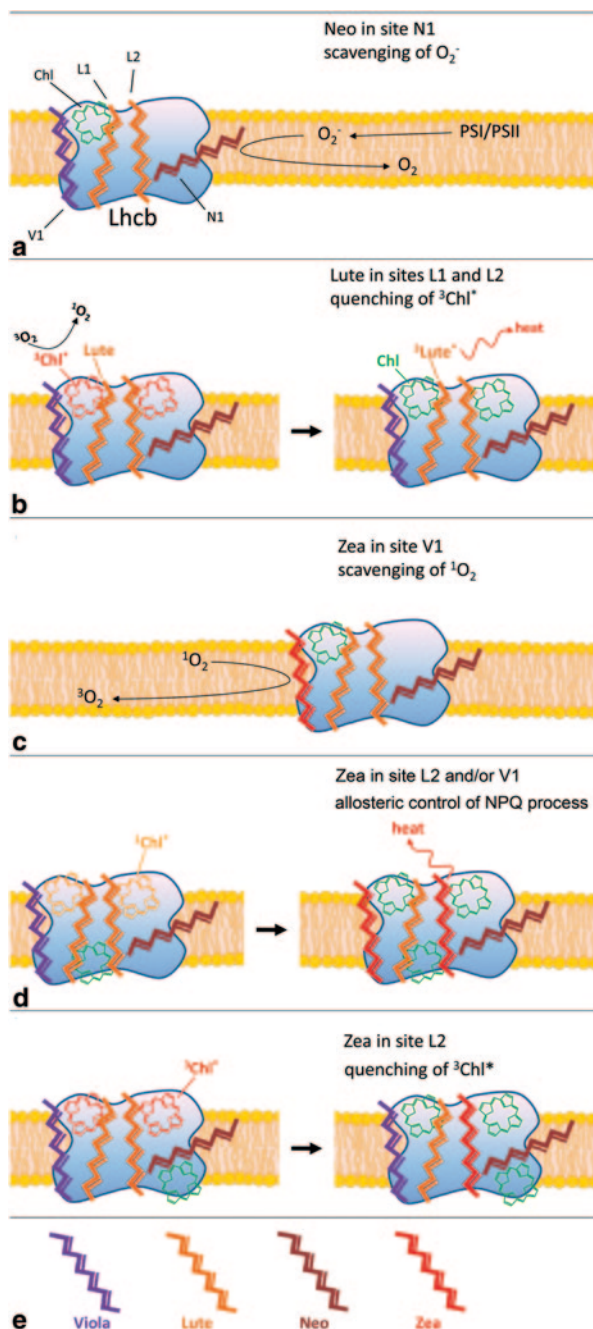 Neo in site N1
scavenging of O₂⁻
Chl
L1
L2
O₂⁻
PSI/PSII
O₂
V1
Lhcb
N1
a
Lute in sites L1 and L2
quenching of ³Chl*
³O₂
¹O₂
³Chl*
Lute
Chl
³Lute*
heat
b
Zea in site V1
scavenging of ¹O₂
¹O₂
³O₂
c
Zea in site L2 and/or V1
allosteric control of NPQ process
¹Chl*
heat
d
Zea in site L2
quenching of ³Chl*
³Chl*
e
Viola
Lute
Neo
Zea